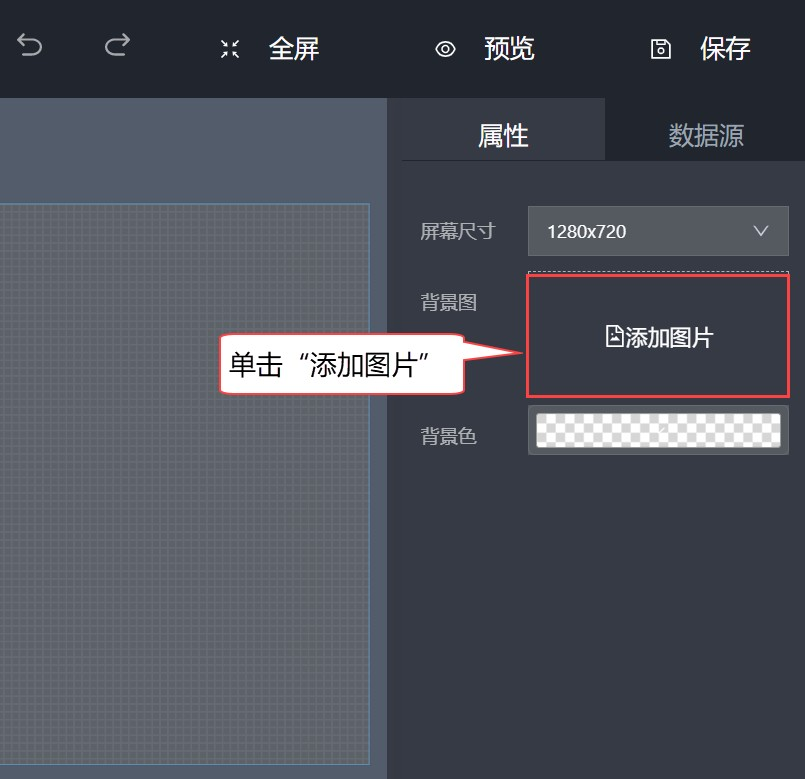 全屏
预览
保存
属性
数据源
屏幕尺寸
1280x720
背景图
添加图片
单击“添加图片”
背景色